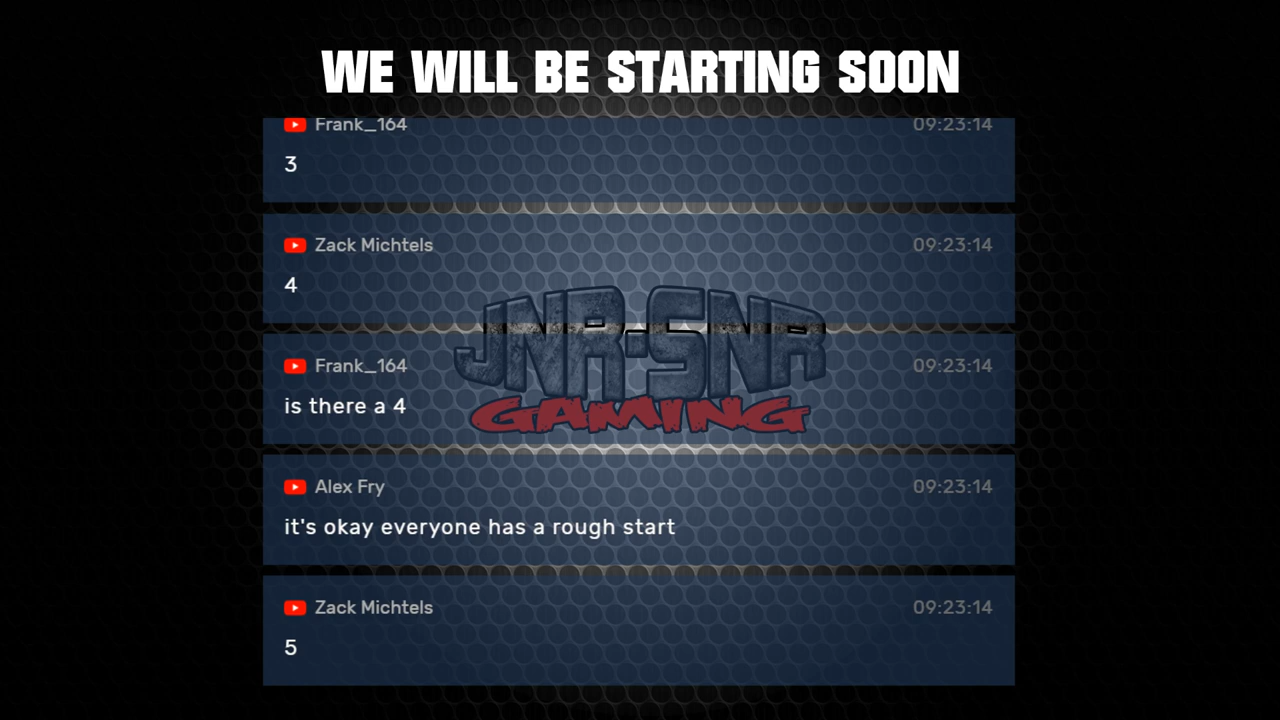 WE WILL BE STARTING SOON
Frank_164 09:23:14
3
Zack Michtels 09:23:14
4
JNR-SNR
GAMING
Frank_164 09:23:14
is there a 4
Alex Fry 09:23:14
it's okay everyone has a rough start
Zack Michtels 09:23:14
5